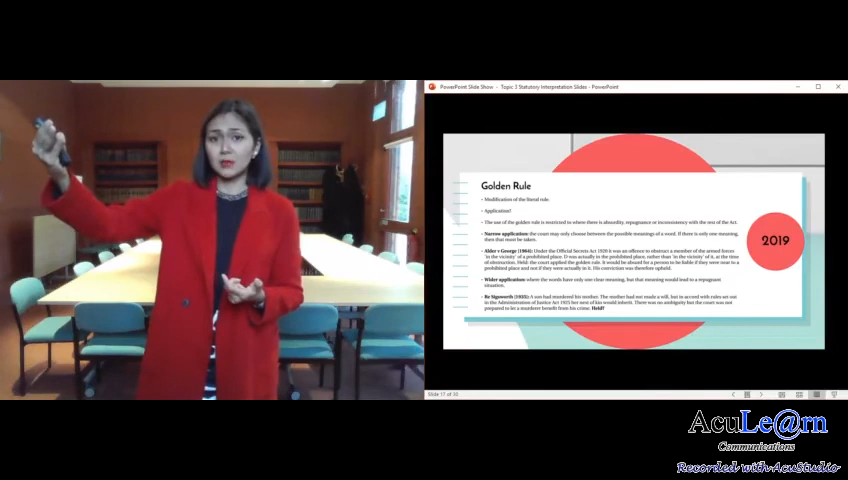 PowerPoint Slide Show - Topic 3 Statutory Interpretation Slides - PowerPoint
Golden Rule
- Modification of the literal rule
- Application?
- The use of the golden rule is restricted to where there is absurdity, repugnance or inconsistency with the rest of the Act.
- Narrow application: the court may only choose between the possible meanings of a word. If there is only one meaning,
then that must be taken.
- Alder v George (1964): Under the Official Secrets Act 1920 it was an offence to obstruct a member of the armed forces
'in the vicinity' of a prohibited place. D was actually in the prohibited place, rather than 'in the vicinity' of it, at the time
of obstruction. Held: the court applied the golden rule. It would be absurd for a person to be liable if they were near to a
prohibited place and not if they were actually in it. His conviction was therefore upheld.
- Wider application: where the words have only one clear meaning, but that meaning would lead to a repugnant
situation.
- Re Sigsworth (1935): A son had murdered his mother. The mother had not made a will, but in accord with rules set out
in the Administration of Justice Act 1925 her next of kin would inherit. There was no ambiguity but the court was not
prepared to let a murderer benefit from his crime. Held?
2019
Slide 17 of 30
AcuLe@rn
Communications
Recorded with AcuStudio